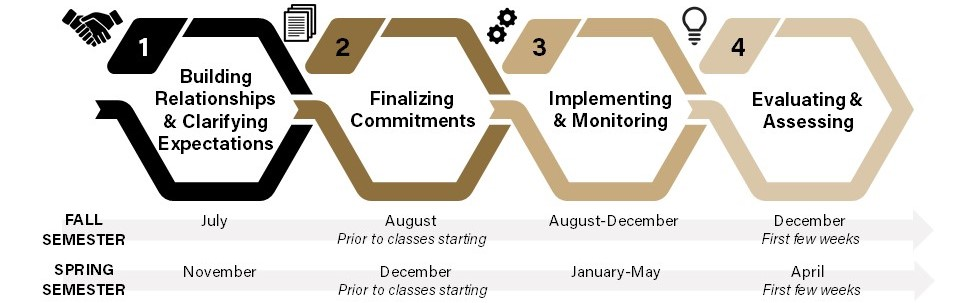 1
Building
Relationships
& Clarifying
Expectations
2
Finalizing
Commitments
3
Implementing
& Monitoring
4
Evaluating &
Assessing
FALL
SEMESTER
July
August
Prior to classes starting
August-December
December
First few weeks
SPRING
SEMESTER
November
December
Prior to classes starting
January-May
April
First few weeks